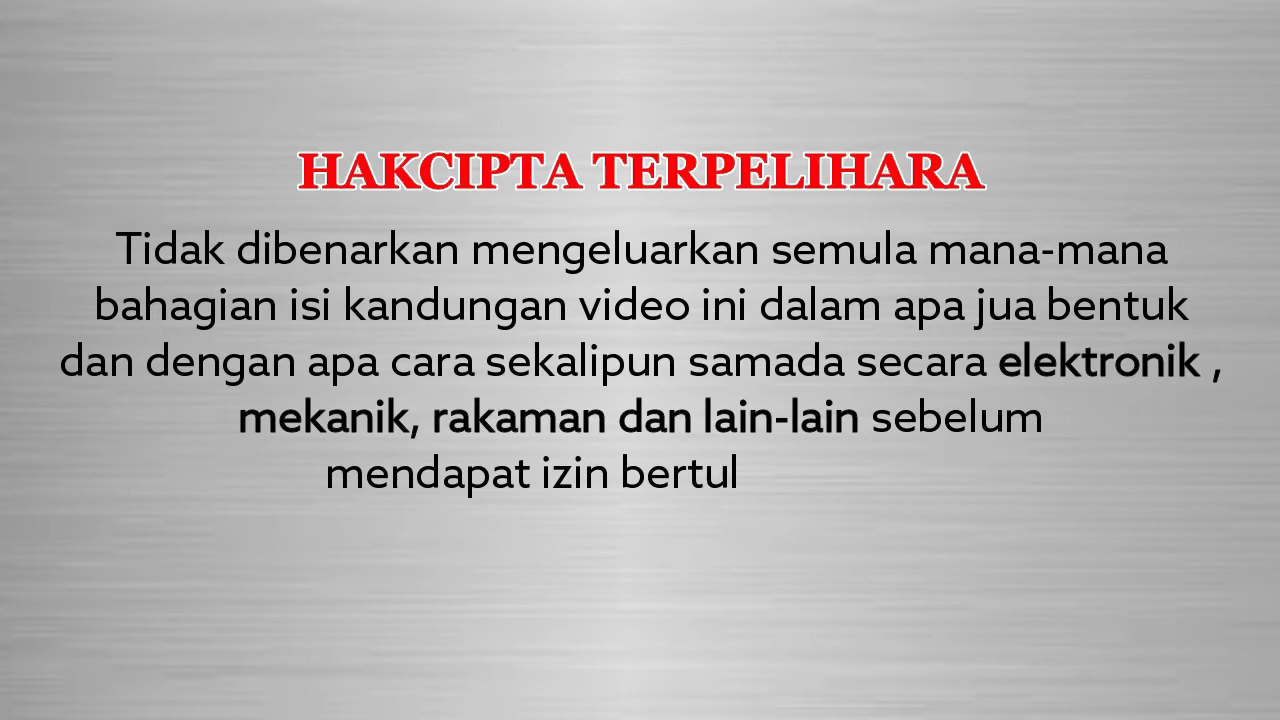 HAKCIPTA TERPELIHARA
Tidak dibenarkan mengeluarkan semula mana-mana
bahagian isi kandungan video ini dalam apa jua bentuk
dan dengan apa cara sekalipun samada secara elektronik ,
mekanik, rakaman dan lain-lain sebelum
mendapat izin bertul